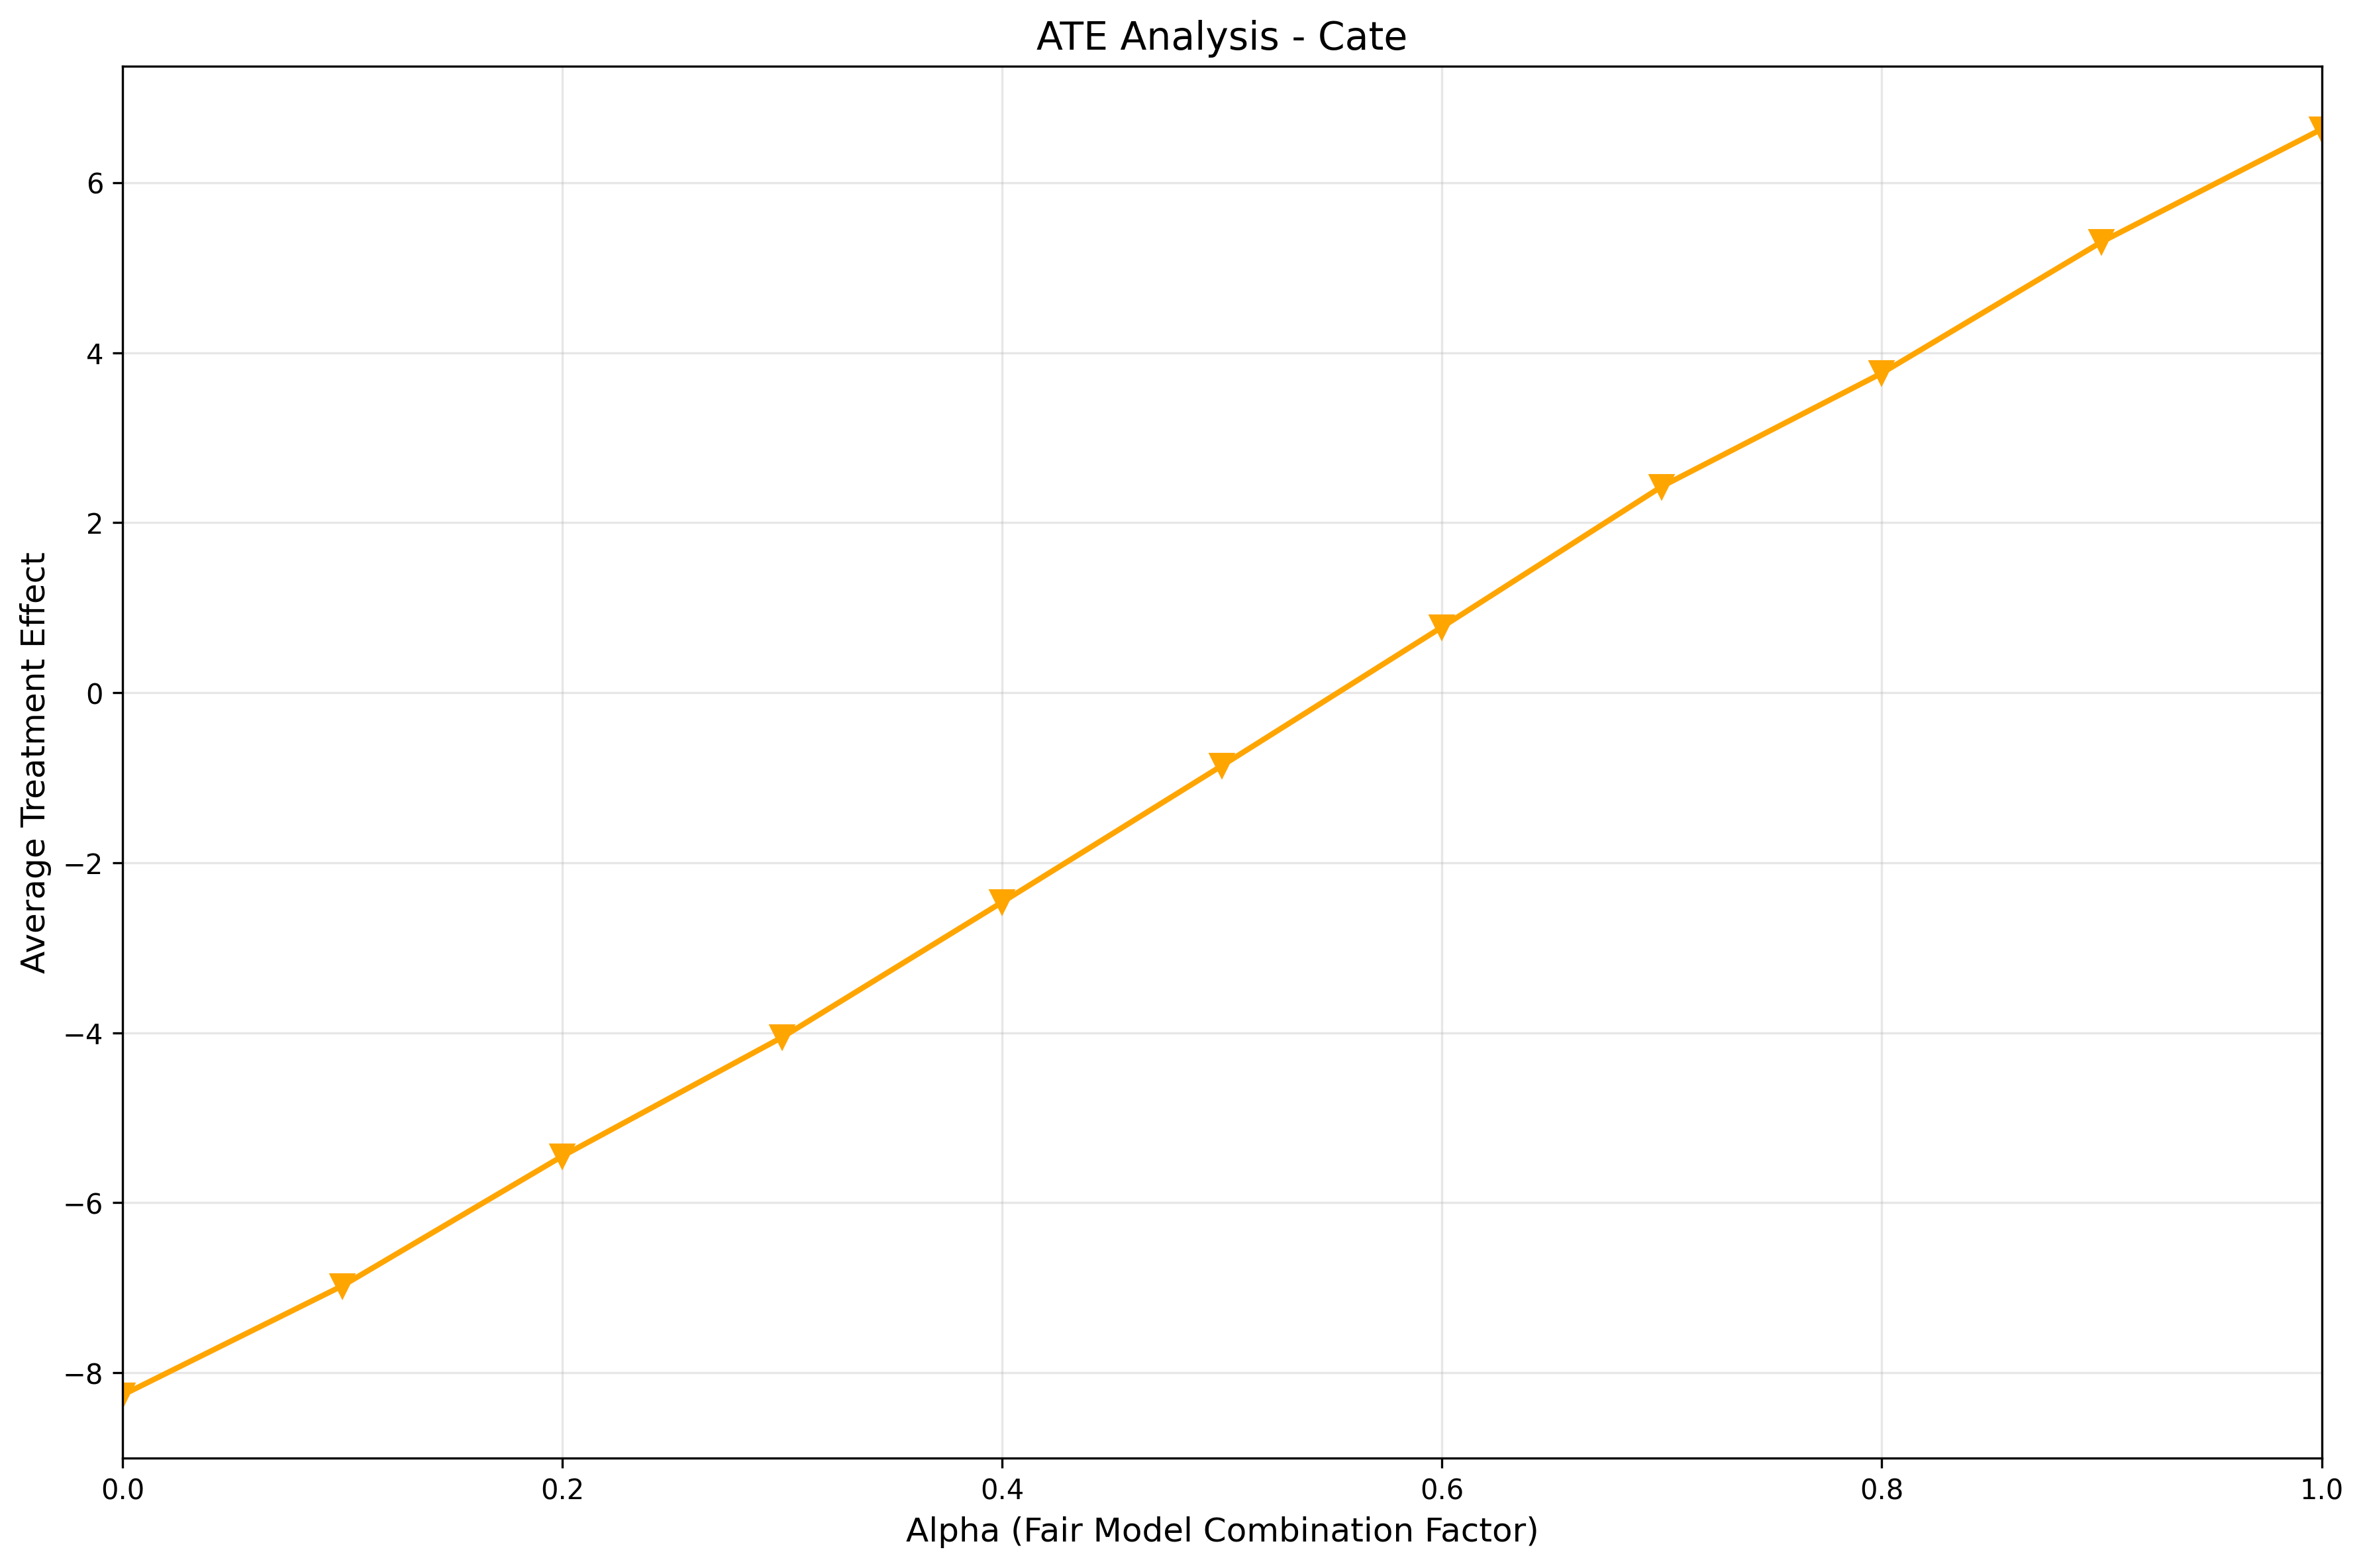 ATE Analysis - Cate
Average Treatment Effect
6
4
2
0
−2
−4
−6
−8
0.0 0.2 0.4 0.6 0.8 1.0
Alpha (Fair Model Combination Factor)